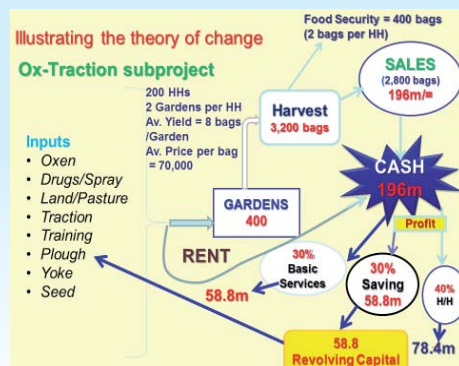 Illustrating the theory of change
Ox-Traction subproject
Food Security = 400 bags
(2 bags per HH)
200 HHs
2 Gardens per HH
Av. Yield = 8 bags
/Garden
Av. Price per bag
= 70,000
Harvest
3,200 bags
SALES
(2,800 bags)
196m/=
Inputs
• Oxen
• Drugs/Spray
• Land/Pasture
• Traction
• Training
• Plough
• Yoke
• Seed
GARDENS
400
CASH
196m
Profit
RENT
30%
Basic
Services
58.8m
30%
Saving
58.8m
40%
H/H
78.4m
58.8
Revolving Capital